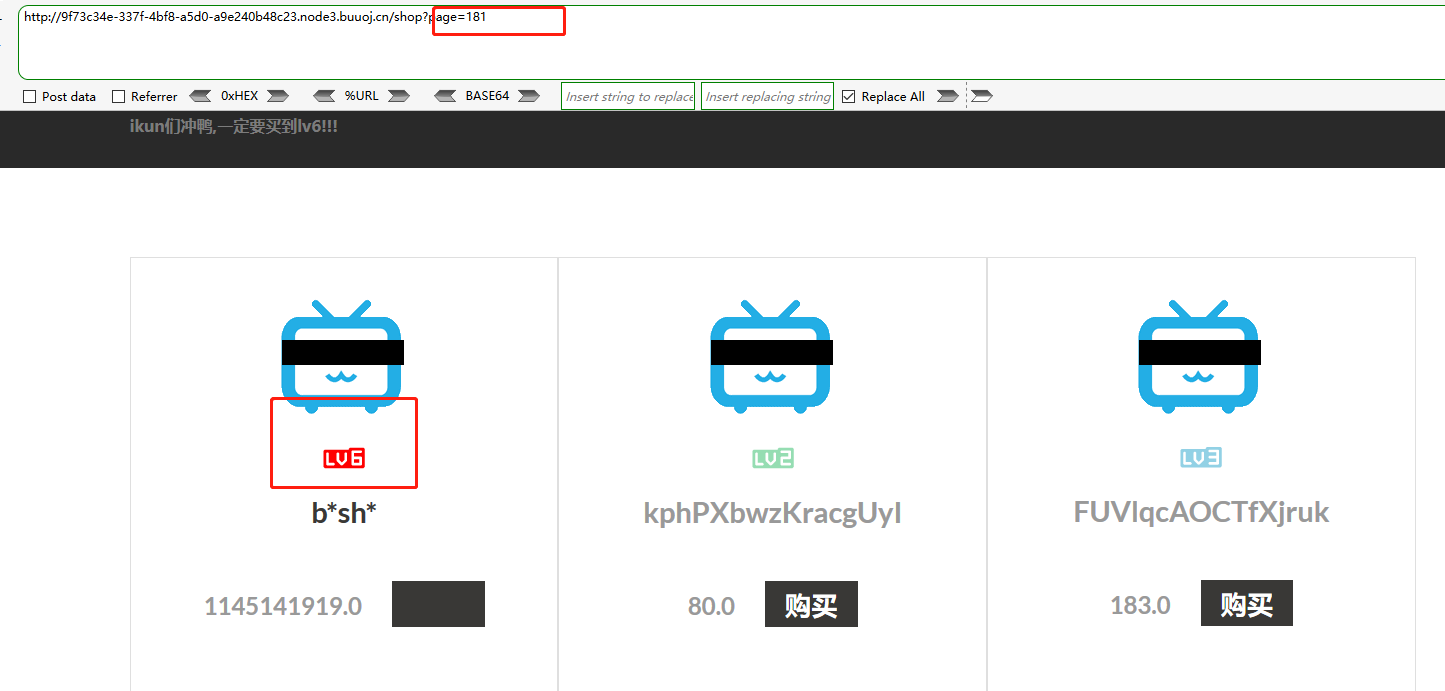 http://9f73c34e-337f-4bf8-a5d0-a9e240b48c23.node3.buuoj.cn/shop?page=181
Post data Referrer 0xHEX %URL BASE64 Insert string to replace Insert replacing string Replace All
ikun们冲鸭,一定要买到lv6!!!
LV6 LV2 LV3
b*sh* kphPXbwzKracgUyI FUVlqcAOCTfXjruk
1145141919.0 80.0 购买 183.0 购买